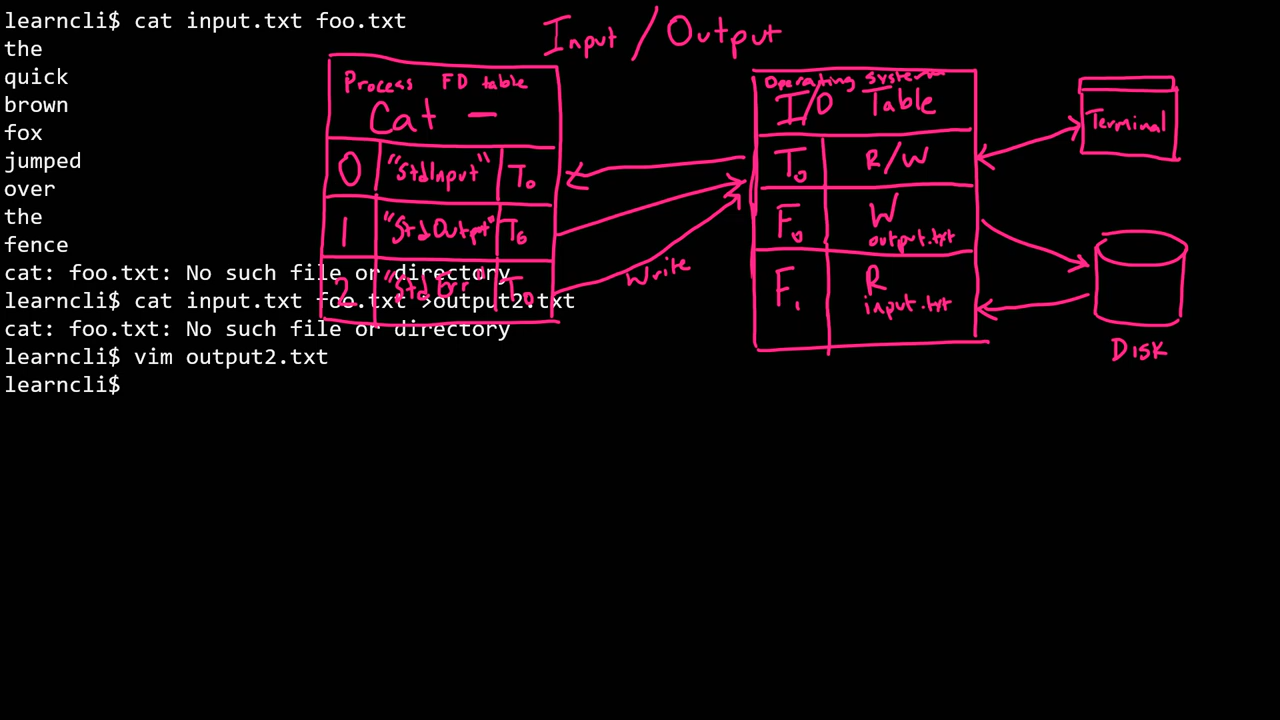 learncli$ cat input.txt foo.txt
the
quick
brown
fox
jumped
over
the
fence
cat: foo.txt: No such file or directory
learncli$ cat input.txt foo.txt >output2.txt
cat: foo.txt: No such file or directory
learncli$ vim output2.txt
learncli$
Input / Output
Process FD table
Cat –
0 "StdInput" T0
1 "StdOutput" T0
2 "StdErr" T0
Write
Operating System
I/O Table
T0 R/W
F0 W
output.txt
F1 R
input.txt
Terminal
Disk